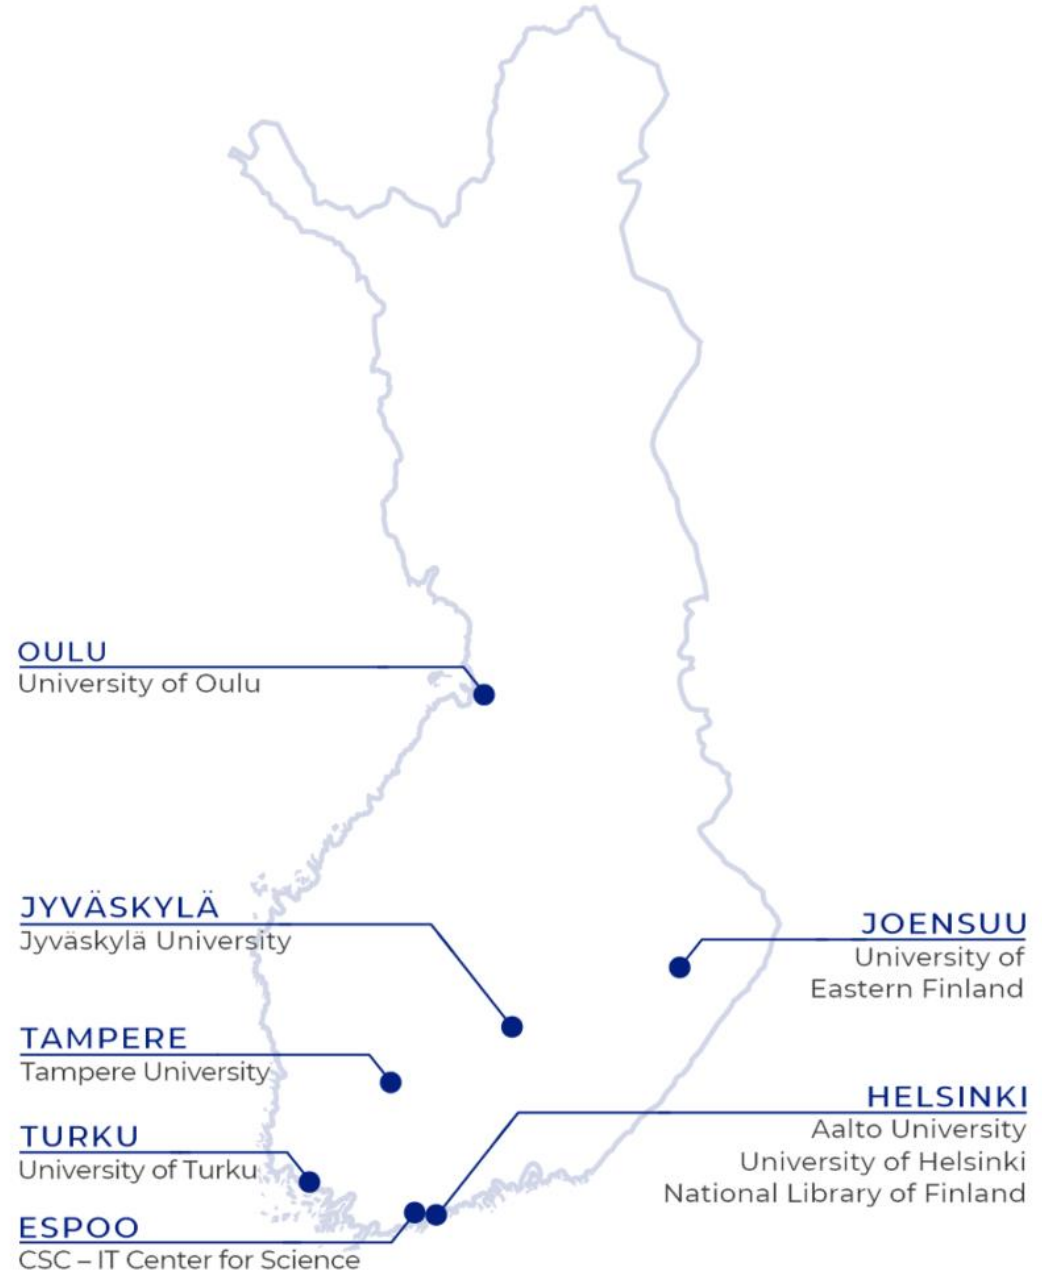 OULU
University of Oulu
JYVÄSKYLÄ
Jyväskylä University
JOENSUU
University of
Eastern Finland
TAMPERE
Tampere University
HELSINKI
Aalto University
University of Helsinki
National Library of Finland
TURKU
University of Turku
ESPOO
CSC – IT Center for Science